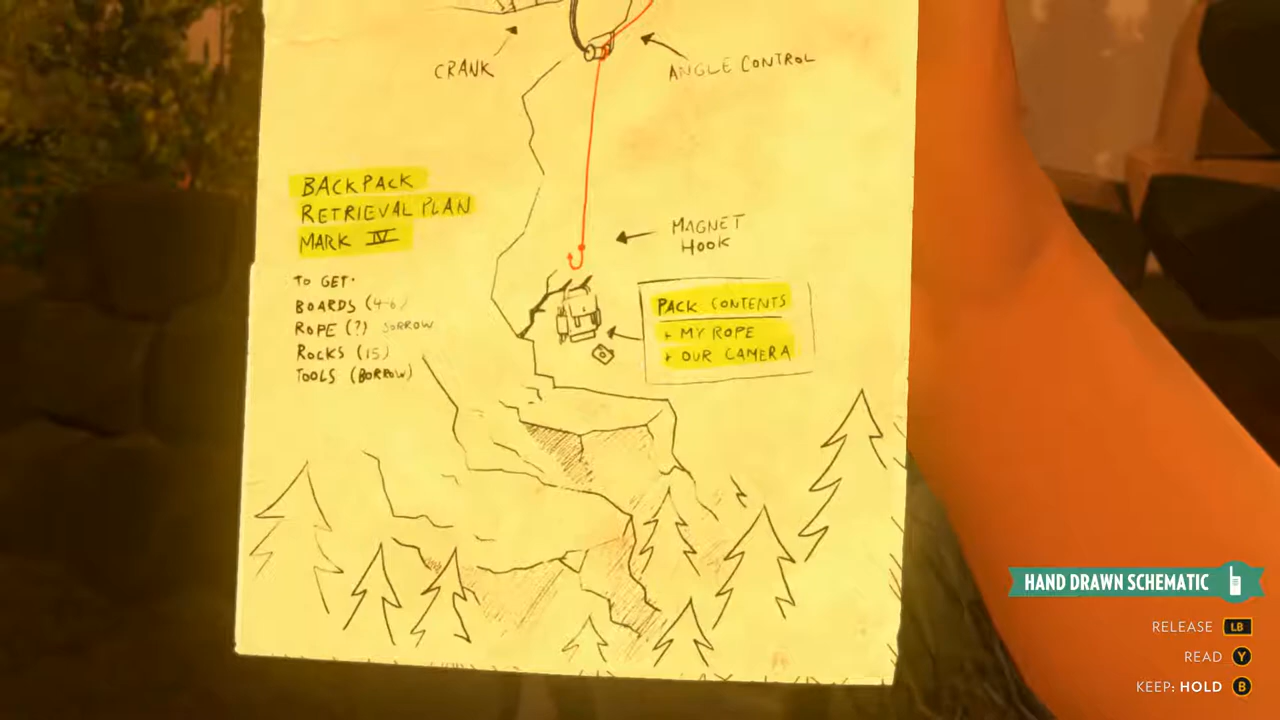 CRANK
ANGLE CONTROL
BACKPACK
RETRIEVAL PLAN
MARK IV
TO GET:
BOARDS (4-6)
ROPE (?) BORROW
ROCKS (15)
TOOLS (BORROW)
MAGNET
HOOK
PACK CONTENTS
+ MY ROPE
+ OUR CAMERA
HAND DRAWN SCHEMATIC
RELEASE LB
READ Y
KEEP: HOLD B